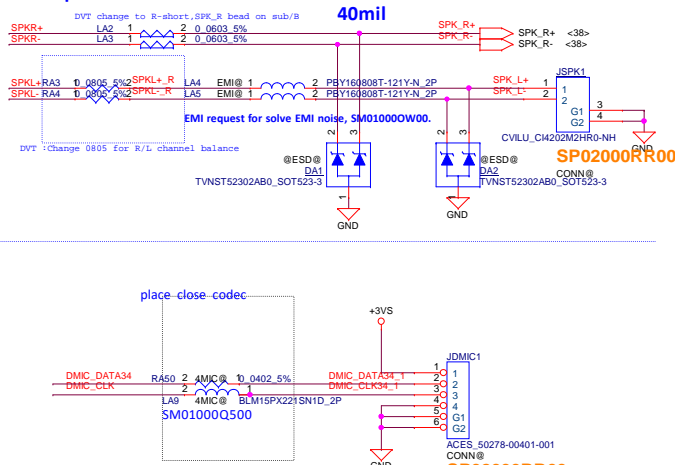 DVT change to R-short,SPK_R bead on sub/B
40mil
SPKR+ LA2 1 2 0_0603_5% SPK_R+ SPK_R+ <38>
SPKR- LA3 1 2 0_0603_5% SPK_R- SPK_R- <38>
JSPK1
SPKL+ RA3 1 0_0805_5% 2 SPKL+_R LA4 EMI@ 1 2 PBY160808T-121Y-N_2P SPK_L+ 1 1
SPKL- RA4 1 0_0805_5% 2 SPKL-_R LA5 EMI@ 1 2 PBY160808T-121Y-N_2P SPK_L- 2 2
G1 3
G2 4
EMI request for solve EMI noise, SM01000OW00.
CVILU_CI4202M2HR0-NH
GND
DVT :Change 0805 for R/L channel balance
SP02000RR00
CONN@
2 3
2 3
@ESD@
DA1
TVNST52302AB0_SOT523-3
@ESD@
DA2
TVNST52302AB0_SOT523-3
1
1
GND
GND
place close codec
+3VS
JDMIC1
DMIC_DATA34 RA50 2 4MIC@ 1 0_0402_5% DMIC_DATA34_1
DMIC_CLK 2 1 DMIC_CLK34_1
LA9 4MIC@ BLM15PX221SN1D_2P
SM01000Q500
1 1
2 2
3 3
4 4
5 G1
6 G2
ACES_50278-00401-001
CONN@
GND